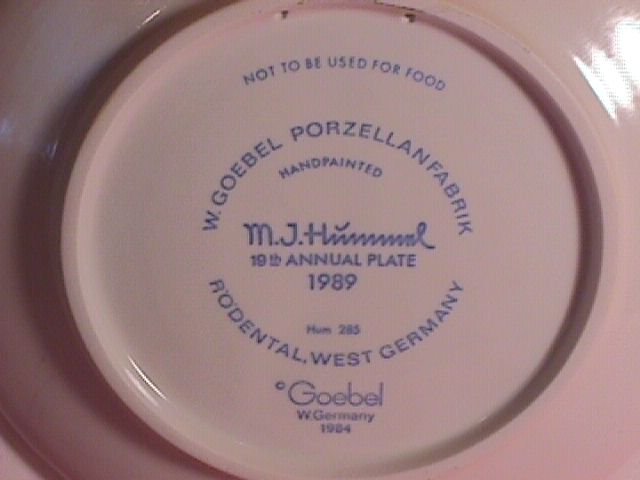 NOT TO BE USED FOR FOOD
W. GOEBEL PORZELLANFABRIK
HANDPAINTED
M.J.Hummel
19th ANNUAL PLATE
1989
Hum 285
RÖDENTAL, WEST GERMANY
© Goebel
W. Germany
1984